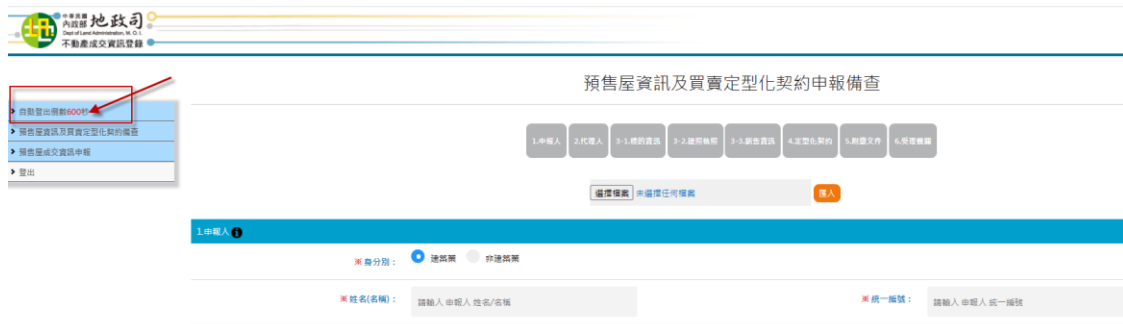 中華民國
內政部 地政司
Dept of Land Administration, M. O. I.
不動產成交資訊登錄
預售屋資訊及買賣定型化契約申報備查
自動登出倒數600秒
預售屋資訊及買賣定型化契約備查
預售屋成交資訊申報
登出
1.申報人 2.代理人 3-1.標的資訊 3-2.建照執照 3-3.銷售資訊 4.定型化契約 5.附繳文件 6.受理機關
選擇檔案 未選擇任何檔案 匯入
1.申報人
※身分別： 建築業 非建築業
※姓名(名稱)： 請輸入 申報人 姓名/名稱 ※統一編號： 請輸入 申報人 統一編號